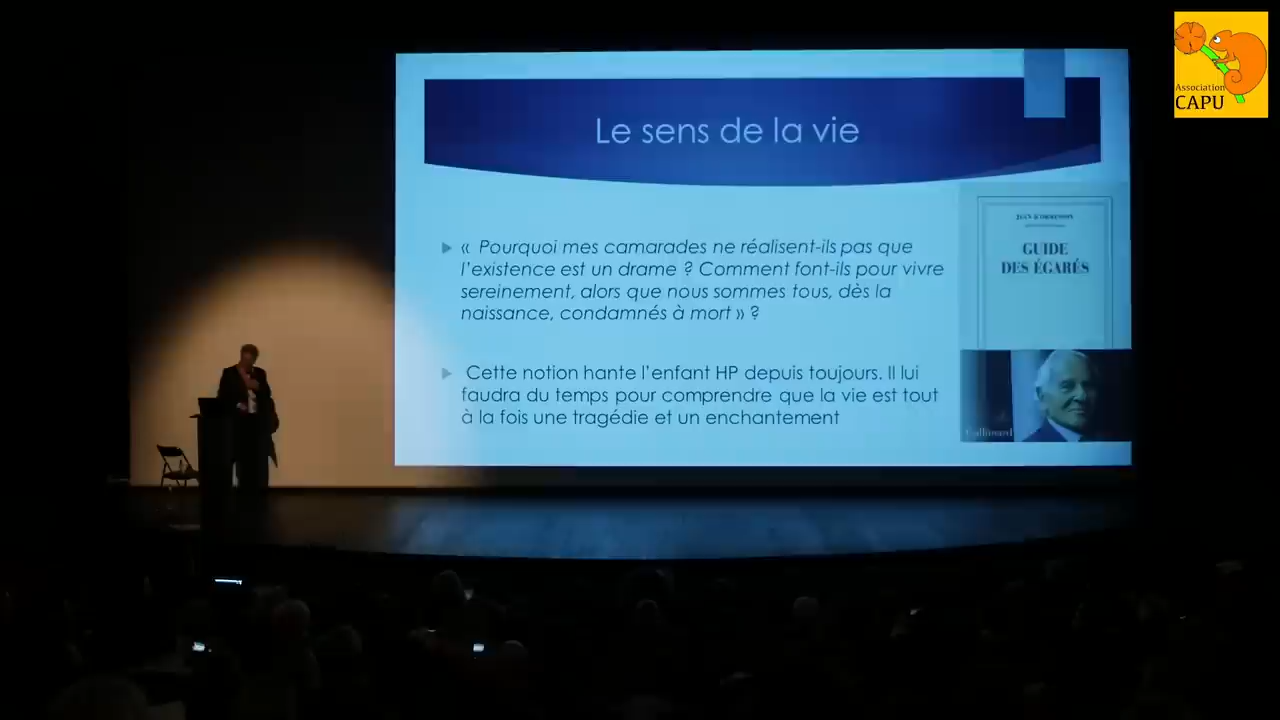 Association
CAPU
Le sens de la vie
« Pourquoi mes camarades ne réalisent-ils pas que
l'existence est un drame ? Comment font-ils pour vivre
sereinement, alors que nous sommes tous, dès la
naissance, condamnés à mort » ?
Cette notion hante l'enfant HP depuis toujours. Il lui
faudra du temps pour comprendre que la vie est tout
à la fois une tragédie et un enchantement
JEAN D'ORMESSON
GUIDE
DES ÉGARÉS
Gallimard